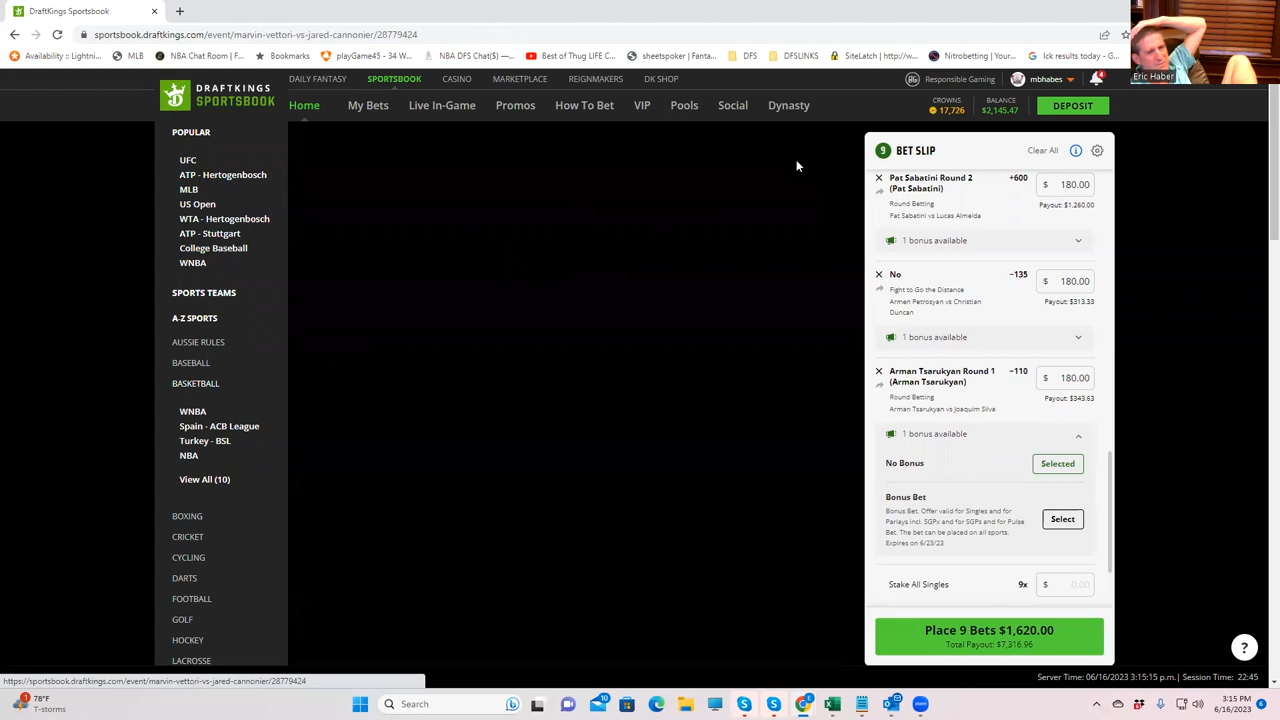 DraftKings Sportsbook
sportsbook.draftkings.com/event/marvin-vettori-vs-jared-cannonier/28779424
Availability :: Lightni...
MLB
NBA Chat Room | F...
Bookmarks
playGame45 - 34 W...
NBA DFS Chat($) —...
Best of: Thug LIFE C...
sheetspoker :: Foru...
DFS
DFSLINKS
SiteLatch | http://w...
Nitrobetting | Your...
lck results today - G...
Eric Haber
DRAFTKINGS
SPORTSBOOK
DAILY FANTASY
SPORTSBOOK
CASINO
MARKETPLACE
REIGNMAKERS
DK SHOP
Responsible Gaming
mbhabes
4
Home
My Bets
Live In-Game
Promos
How To Bet
VIP
Pools
Social
Dynasty
CROWNS
17,726
BALANCE
$2,145.47
DEPOSIT
POPULAR
UFC
ATP - Hertogenbosch
MLB
US Open
WTA - Hertogenbosch
ATP - Stuttgart
College Baseball
WNBA
SPORTS TEAMS
A-Z SPORTS
AUSSIE RULES
BASEBALL
BASKETBALL
WNBA
Spain - ACB League
Turkey - BSL
NBA
View All (10)
BOXING
CRICKET
CYCLING
DARTS
FOOTBALL
GOLF
HOCKEY
LACROSSE
9 BET SLIP
Clear All
Pat Sabatini Round 2 +600 $ 180.00
(Pat Sabatini)
Payout: $1,260.00
Round Betting
Pat Sabatini vs Lucas Almeida
1 bonus available
No −135 $ 180.00
Fight to Go the Distance
Armen Petrosyan vs Christian Payout: $313.33
Duncan
1 bonus available
Arman Tsarukyan Round 1 −110 $ 180.00
(Arman Tsarukyan)
Round Betting Payout: $343.63
Arman Tsarukyan vs Joaquim Silva
1 bonus available
No Bonus Selected
Bonus Bet
Bonus Bet. Offer valid for Singles and for
Parlays incl. SGPx and for SGPs and for Pulse
Bet. The bet can be placed on all sports.
Expires on 6/23/23
Select
Stake All Singles 9x $ 0.00
Place 9 Bets $1,620.00
Total Payout: $7,316.96
?
https://sportsbook.draftkings.com/event/marvin-vettori-vs-jared-cannonier/28779424
Server Time: 06/16/2023 3:15:15 p.m. | Session Time: 22:45
78°F
T-storms
Search
3:15 PM
6/16/2023